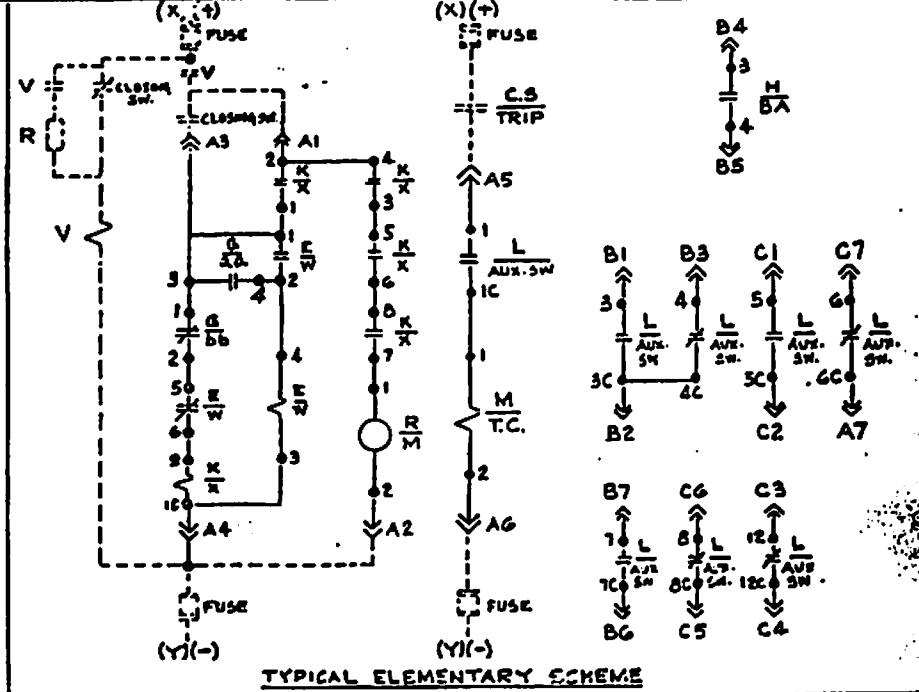 (X)(+)
FUSE
V
CLOSING SW.
V
R
CLOSING SW.
A3
A1
2
4
K/X
K/X
1
3
V
1
5
G/aa
F/W
K/X
3
4
2
6
1
8
G/bb
K/X
2
4
7
5
1
F/W
F/W
R/M
6
2
3
K/X
2
1C
A4
A2
FUSE
(Y)(-)
(X)(+)
FUSE
C.S
TRIP
A5
1
L
AUX. SW
1C
1
M
T.C.
2
A6
FUSE
(Y)(-)
B4
3
H
BA
4
B5
B1
B3
C1
C7
3
4
5
6
L
AUX. SW
L
AUX. SW.
L
AUX. SW.
L
AUX. SW.
3C
4C
5C
6C
B2
C2
A7
B7
C6
C3
7
8
12
L
AUX SW
L
SW.
L
AUX SW.
7C
8C
12C
B6
C5
C4
TYPICAL ELEMENTARY SCHEME